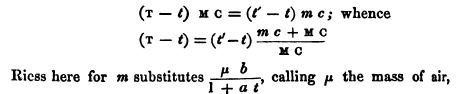 (T − t) M C = (t′ − t) m c; whence
(T − t) = (t′−t) m c + M C / M C
Riess here for m substitutes μ b / 1 + a t′, calling μ the mass of air,